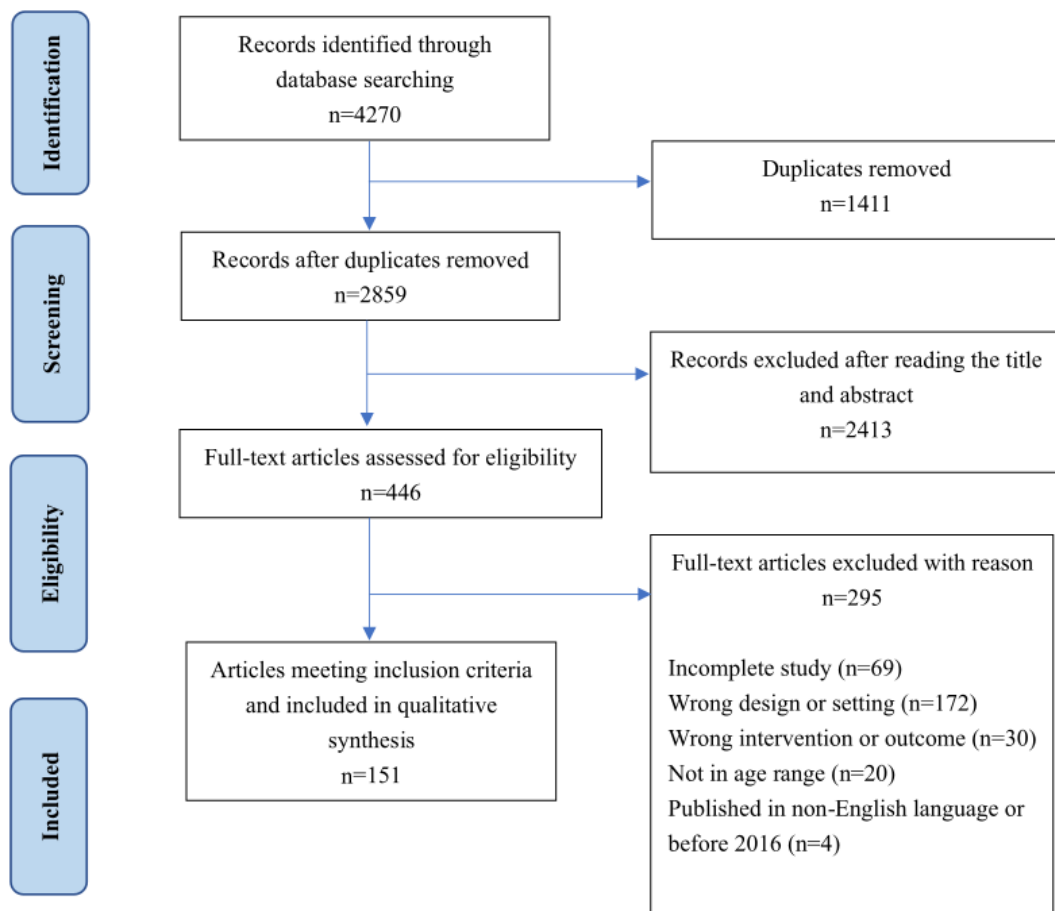 Identification
Records identified through
database searching
n=4270
Duplicates removed
n=1411
Screening
Records after duplicates removed
n=2859
Records excluded after reading the title
and abstract
n=2413
Eligibility
Full-text articles assessed for eligibility
n=446
Full-text articles excluded with reason
n=295
Incomplete study (n=69)
Wrong design or setting (n=172)
Wrong intervention or outcome (n=30)
Not in age range (n=20)
Published in non-English language or
before 2016 (n=4)
Included
Articles meeting inclusion criteria
and included in qualitative
synthesis
n=151